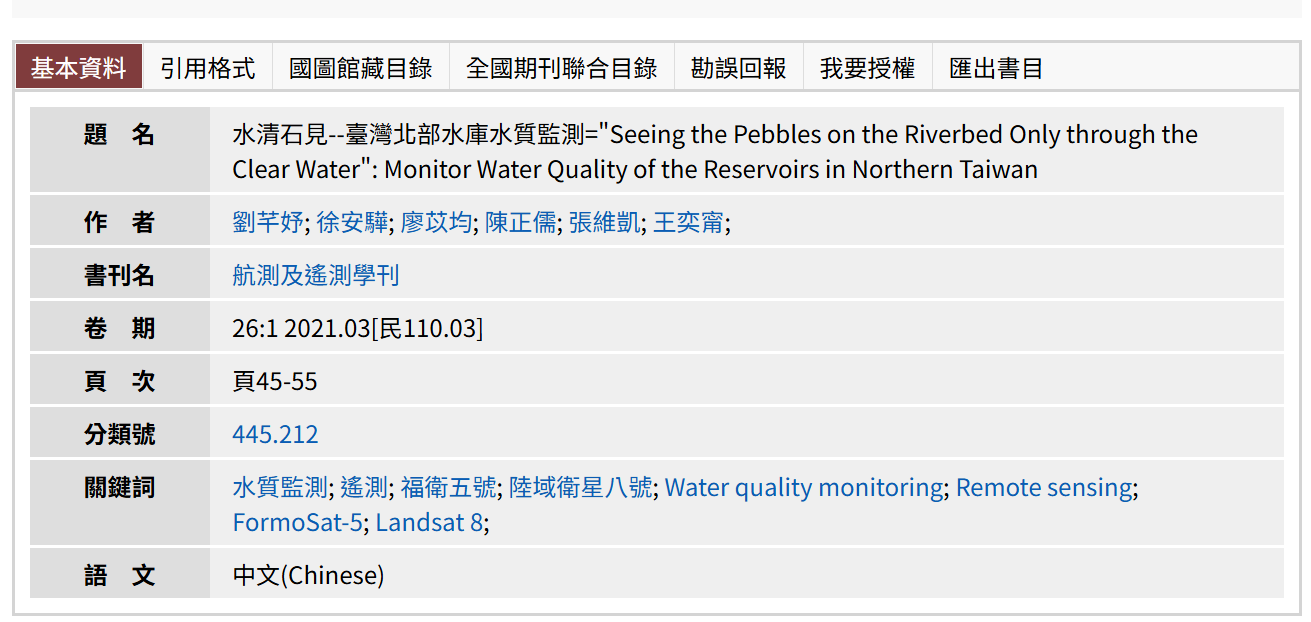 基本資料 引用格式 國圖館藏目錄 全國期刊聯合目錄 勘誤回報 我要授權 匯出書目
題 名 水清石見--臺灣北部水庫水質監測="Seeing the Pebbles on the Riverbed Only through the
Clear Water": Monitor Water Quality of the Reservoirs in Northern Taiwan
作 者 劉芊妤; 徐安驊; 廖苡均; 陳正儒; 張維凱; 王奕甯;
書刊名 航測及遙測學刊
卷 期 26:1 2021.03[民110.03]
頁 次 頁45-55
分類號 445.212
關鍵詞 水質監測; 遙測; 福衛五號; 陸域衛星八號; Water quality monitoring; Remote sensing;
FormoSat-5; Landsat 8;
語 文 中文(Chinese)